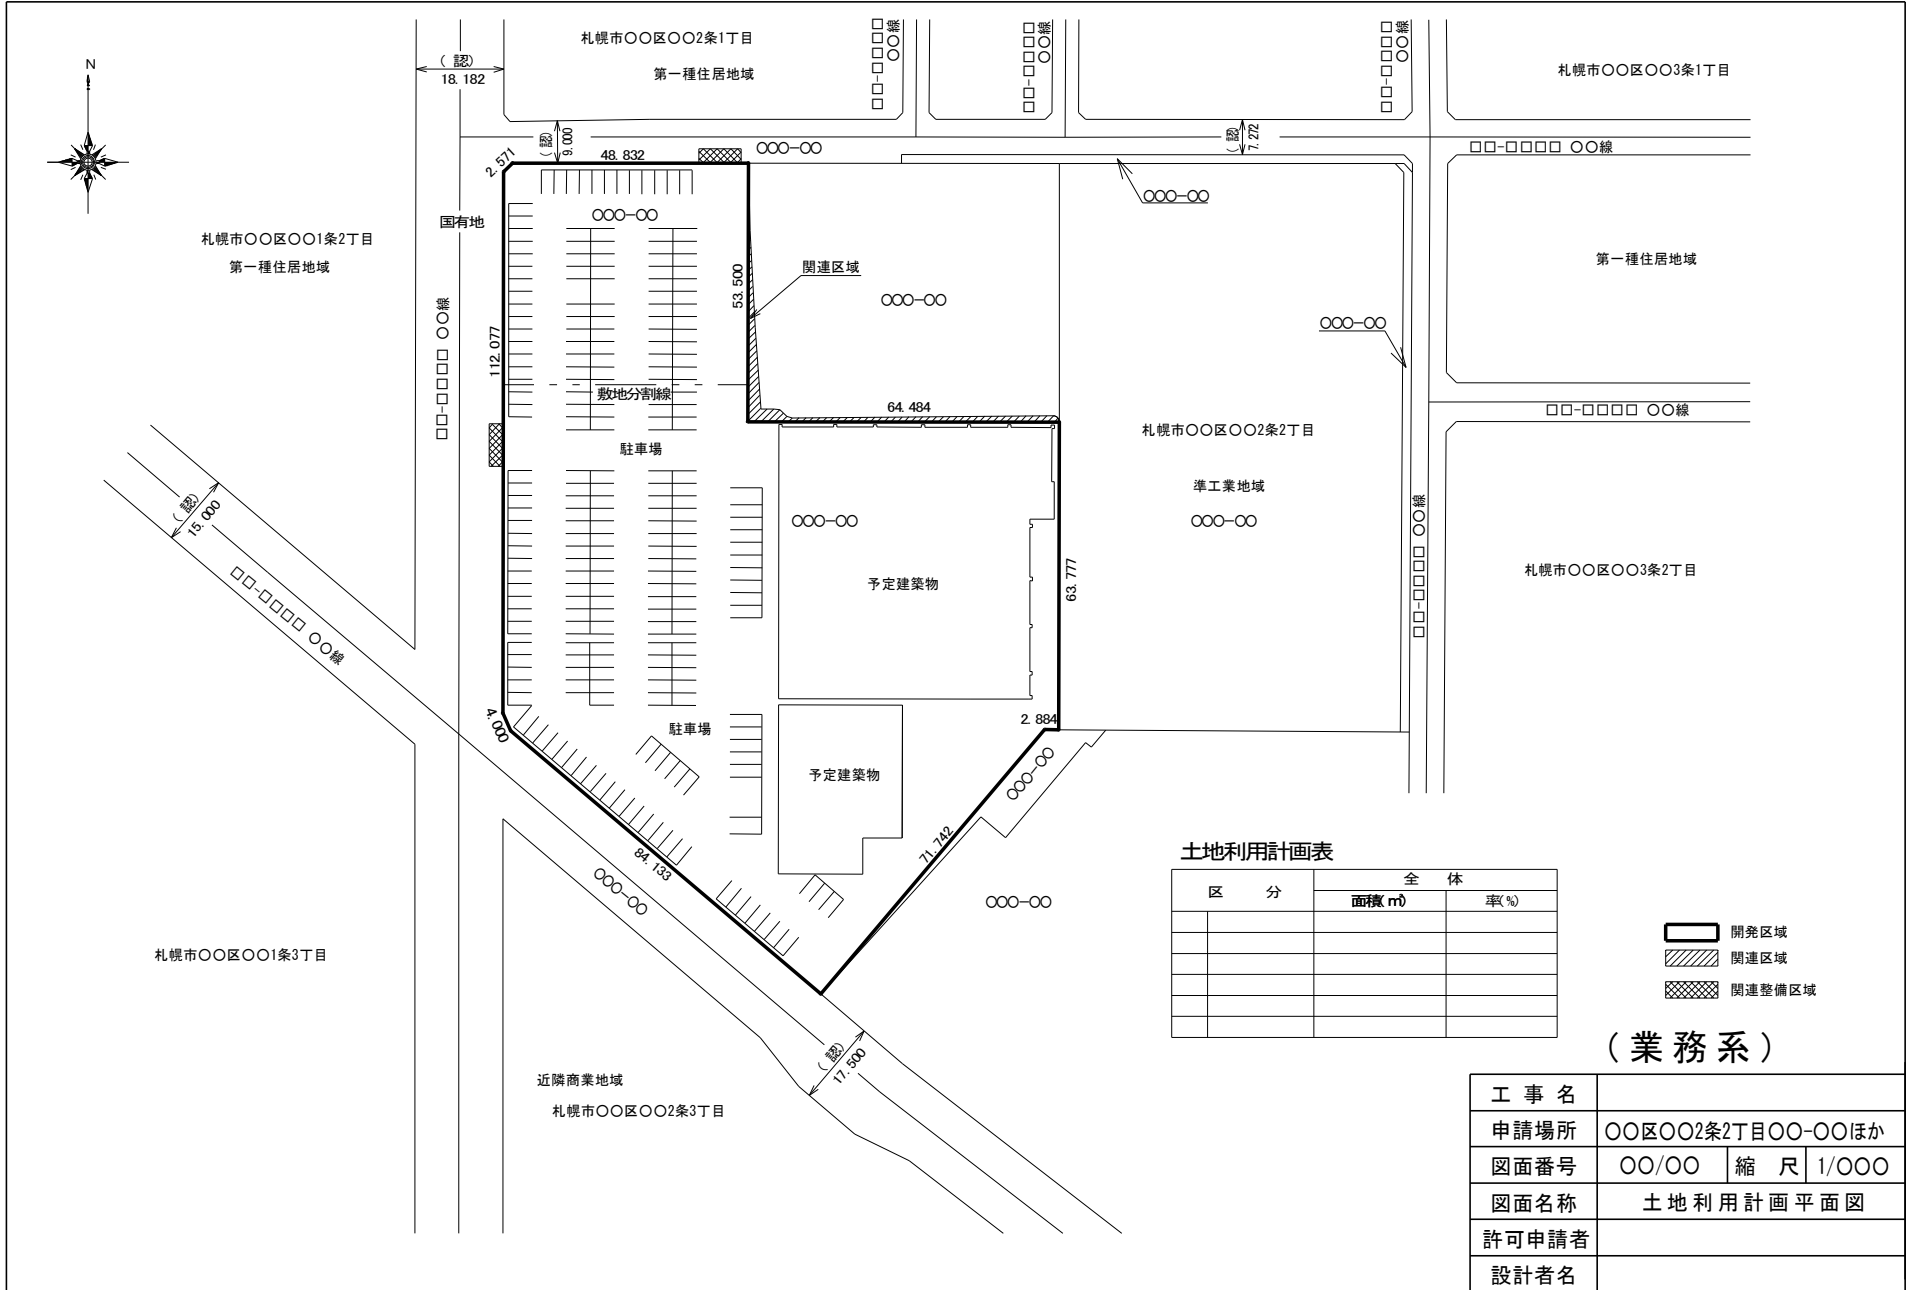 N
札幌市〇〇区〇〇2条1丁目
第一種住居地域
(認)
18.182
□□-□□□□ 〇〇線
□□-□□□□ 〇〇線
□□-□□□□ 〇〇線
札幌市〇〇区〇〇3条1丁目
(認)
9.000
(認)
7.272
□□-□□□□ 〇〇線
2.571
48.832
〇〇〇-〇〇
〇〇〇-〇〇
国有地
〇〇〇-〇〇
札幌市〇〇区〇〇1条2丁目
第一種住居地域
関連区域
53.500
〇〇〇-〇〇
第一種住居地域
〇〇〇-〇〇
□□-□□□□ 〇〇線
112.077
敷地分割線
64.484
□□-□□□□ 〇〇線
札幌市〇〇区〇〇2条2丁目
駐車場
準工業地域
〇〇〇-〇〇
〇〇〇-〇〇
(認)
15.000
□□-□□□□ 〇〇線
予定建築物
63.777
□□-□□□□ 〇〇線
札幌市〇〇区〇〇3条2丁目
4.000
駐車場
2.884
予定建築物
〇〇〇-〇〇
71.742
84.133
〇〇〇-〇〇
〇〇〇-〇〇
札幌市〇〇区〇〇1条3丁目
(認)
17.500
近隣商業地域
札幌市〇〇区〇〇2条3丁目
土地利用計画表
区 分
全 体
面積(㎡)
率(%)
開発区域
関連区域
関連整備区域
(業務系)
工事名
申請場所 〇〇区〇〇2条2丁目〇〇-〇〇ほか
図面番号 〇〇/〇〇 縮 尺 1/〇〇〇
図面名称 土地利用計画平面図
許可申請者
設計者名